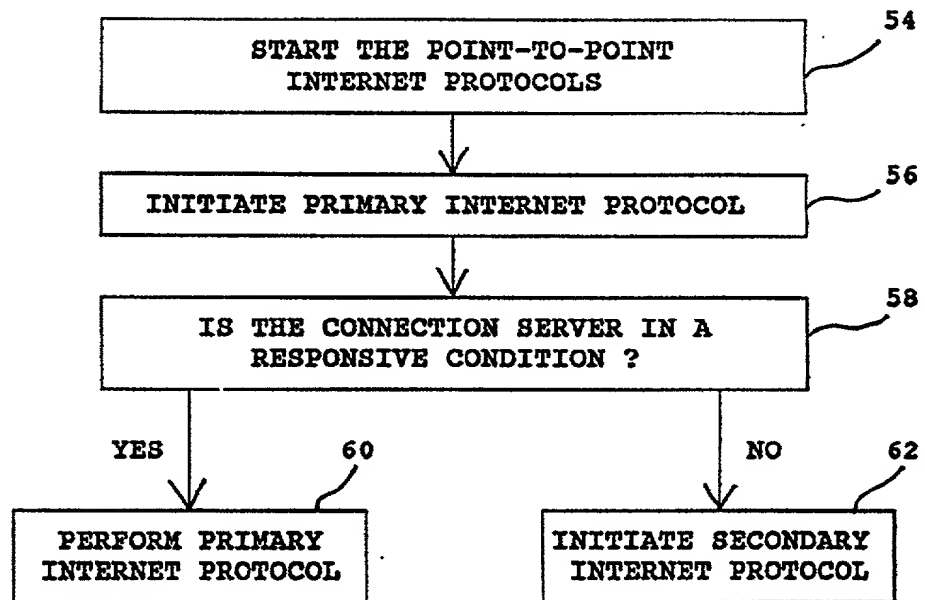 54
START THE POINT-TO-POINT
INTERNET PROTOCOLS
56
INITIATE PRIMARY INTERNET PROTOCOL
58
IS THE CONNECTION SERVER IN A
RESPONSIVE CONDITION ?
YES
60
NO
62
PERFORM PRIMARY
INTERNET PROTOCOL
INITIATE SECONDARY
INTERNET PROTOCOL